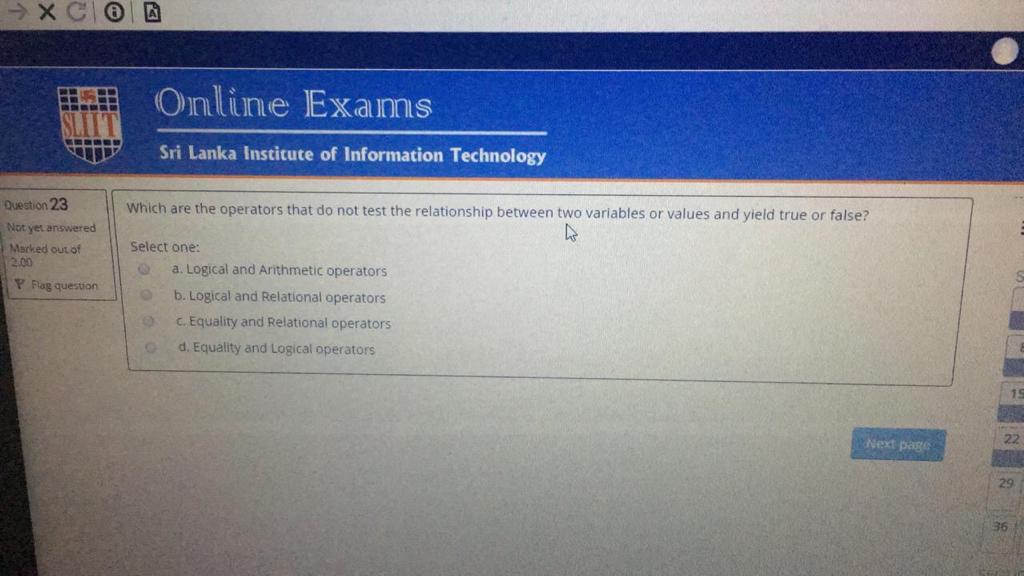 SLIIT
Online Exams
Sri Lanka Institute of Information Technology
Question 23
Not yet answered
Marked out of
2.00
Flag question
Which are the operators that do not test the relationship between two variables or values and yield true or false?
Select one:
a. Logical and Arithmetic operators
b. Logical and Relational operators
c. Equality and Relational operators
d. Equality and Logical operators
Next page
15
22
29
36